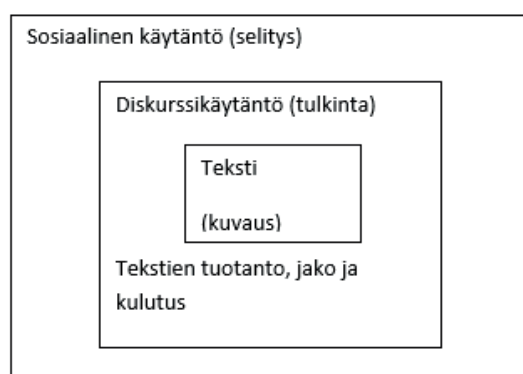 Sosiaalinen käytäntö (selitys)
Diskurssikäytäntö (tulkinta)
Teksti
(kuvaus)
Tekstien tuotanto, jako ja
kulutus